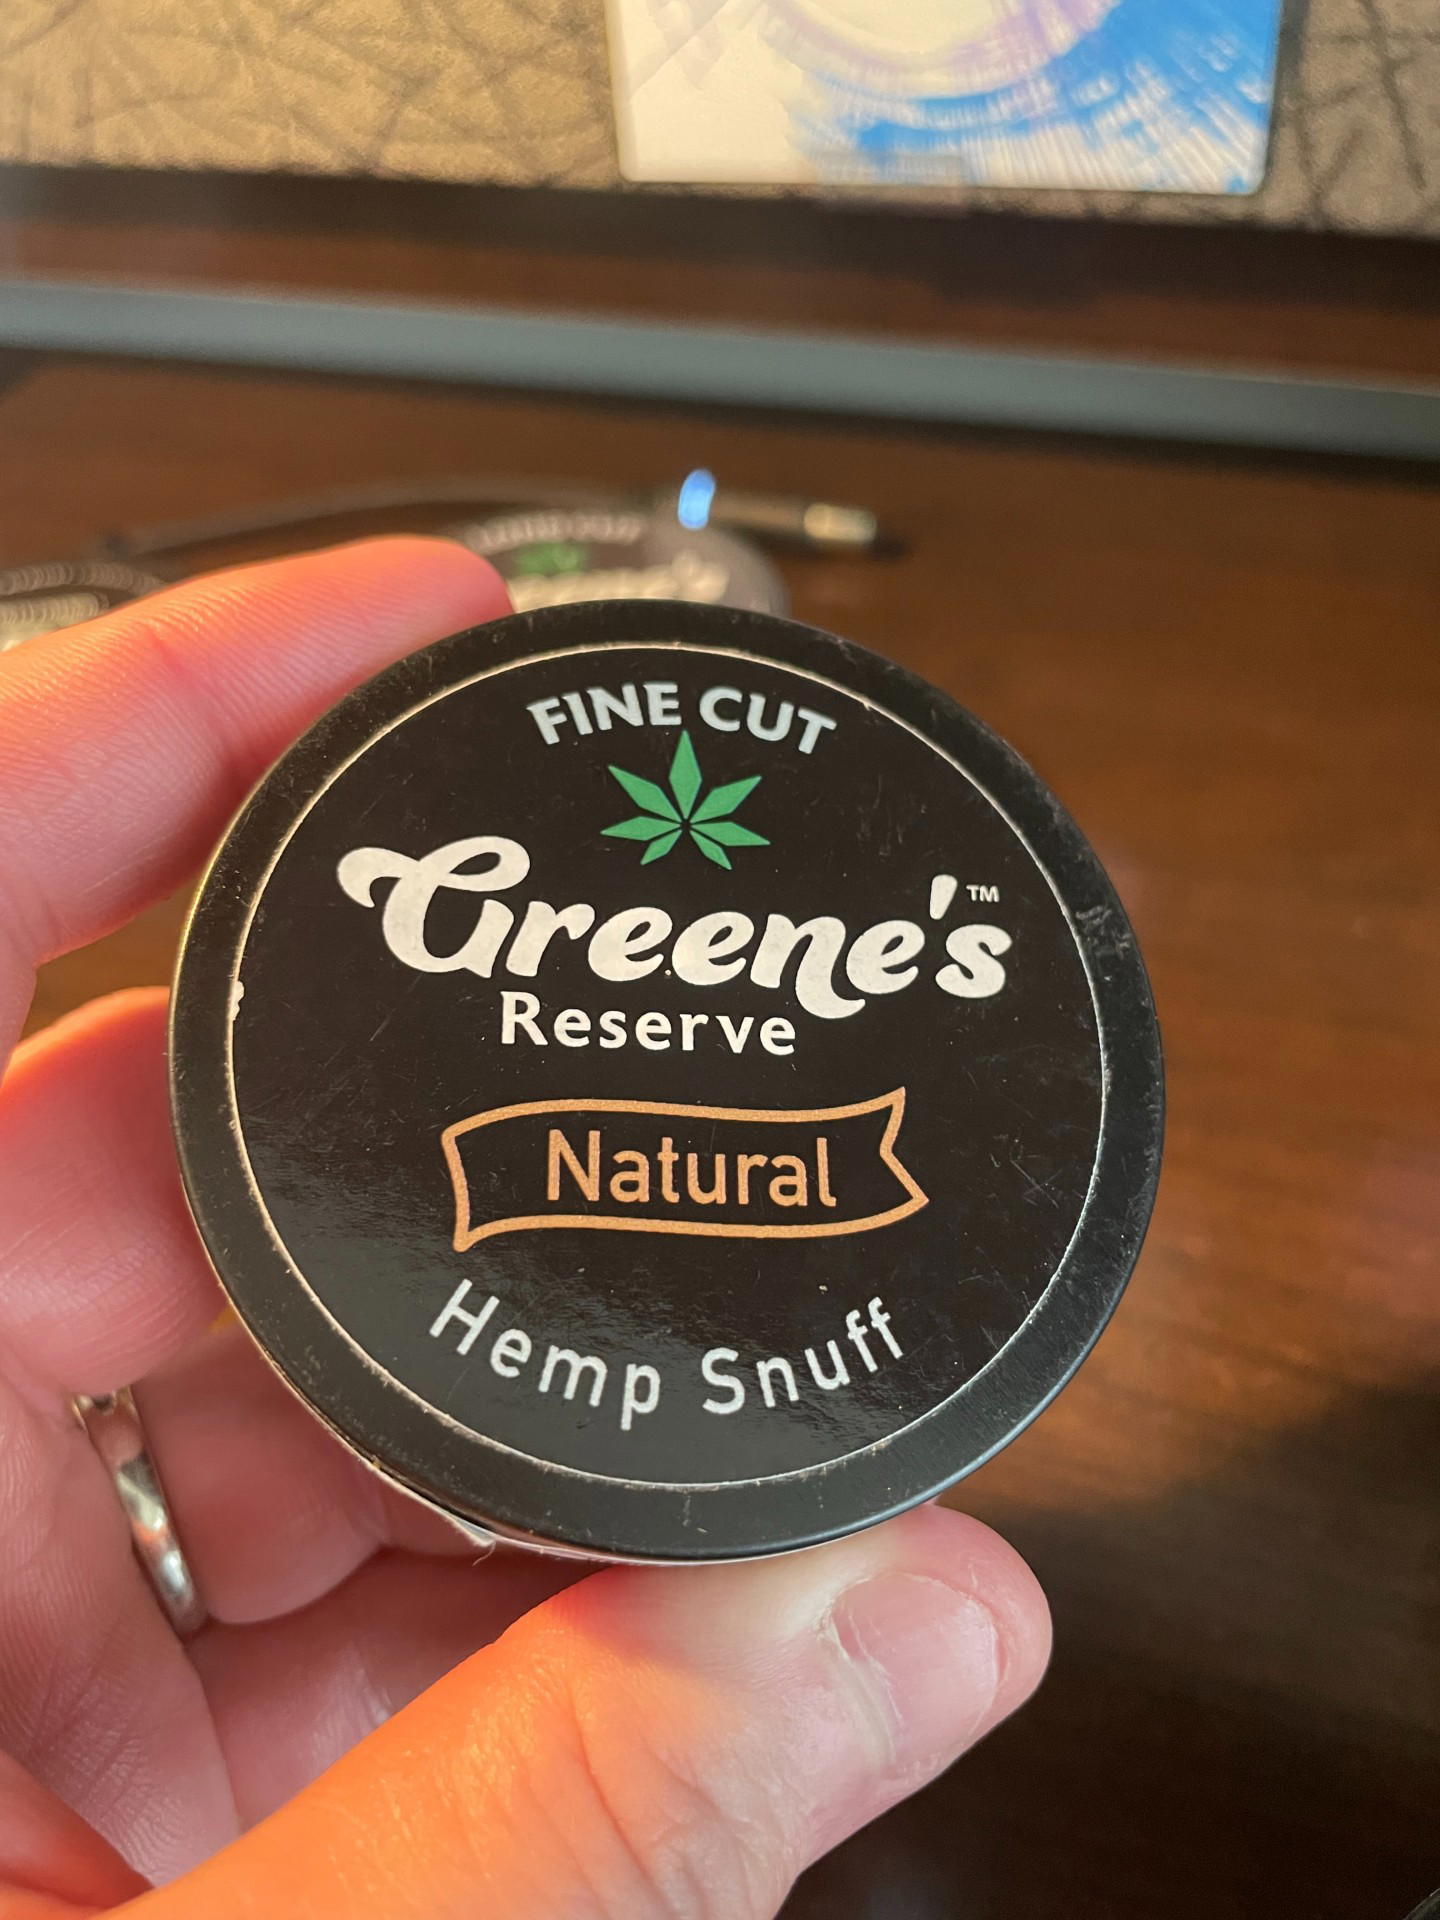 FINE CUT
Greene's™
Reserve
Natural
Hemp Snuff